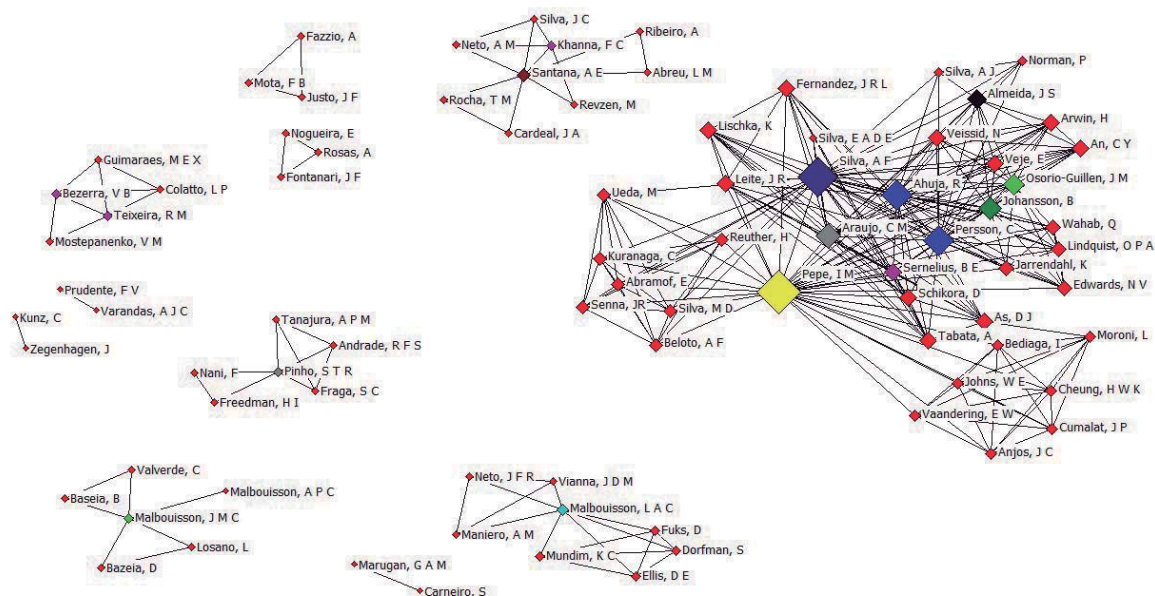 Silva, J C
Ribeiro, A
Fazzio, A
Neto, A M
Khanna, F C
Norman, P
Silva, A J
Santana, A E
Abreu, L M
Mota, F B
Fernandez, J R L
Almeida, J S
Justo, J F
Rocha, T M
Revzen, M
Arwin, H
Lischka, K
Nogueira, E
Cardeal, J A
Silva, E A D E
Veissid, N
An, C Y
Rosas, A
Guimaraes, M E X
Silva, A F
Veje, E
Fontanari, J F
Leite, J R
Osorio-Guillen, J M
Bezerra, V B
Colatto, L P
Ueda, M
Ahuja, R
Johansson, B
Teixeira, R M
Wahab, Q
Mostepanenko, V M
Reuther, H
Araujo, C M
Persson, C
Lindquist, O P A
Kuranaga, C
Pepe, I M
Sernelius, B E
Jarrendahl, K
Prudente, F V
Abramof, E
Edwards, N V
Varandas, A J C
Senna, JR
Silva, M D
Schikora, D
Kunz, C
Tanajura, A P M
As, D J
Zegenhagen, J
Andrade, R F S
Beloto, A F
Tabata, A
Bediaga, I
Moroni, L
Nani, F
Pinho, S T R
Johns, W E
Cheung, H W K
Freedman, H I
Fraga, S C
Vaandering, E W
Cumalat, J P
Anjos, J C
Valverde, C
Neto, J F R
Vianna, J D M
Baseia, B
Malbouisson, A P C
Malbouisson, J M C
Malbouisson, L A C
Maniero, A M
Fuks, D
Losano, L
Mundim, K C
Dorfman, S
Bazeia, D
Marugan, G A M
Ellis, D E
Carneiro, S